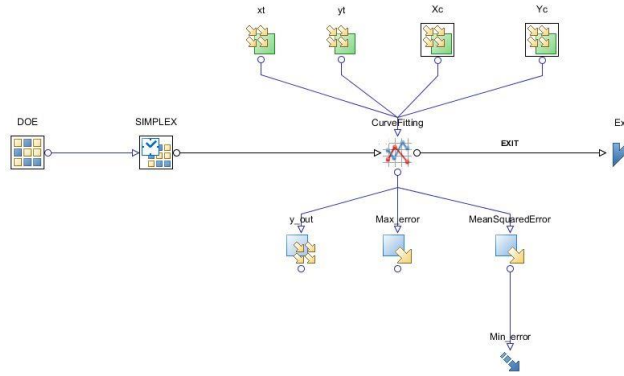 xt
yt
Xc
Yc
DOE
SIMPLEX
CurveFitting
EXIT
Ex
y_out
Max_error
MeanSquaredError
Min_error